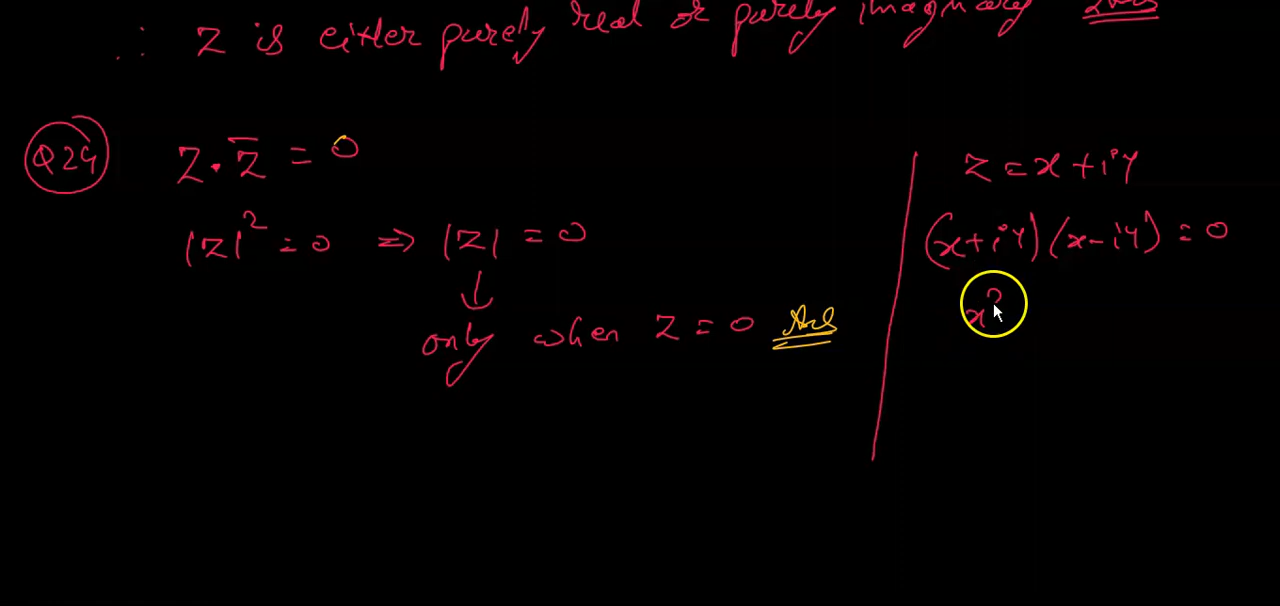 ∴ Z is either purely real or purely imaginary Ans
Q24
Z · z̄ = 0
|Z|² = 0 ⇒ |Z| = 0
↓
only when Z = 0 Ans
Z = x + iy
(x + iy)(x - iy) = 0
x²